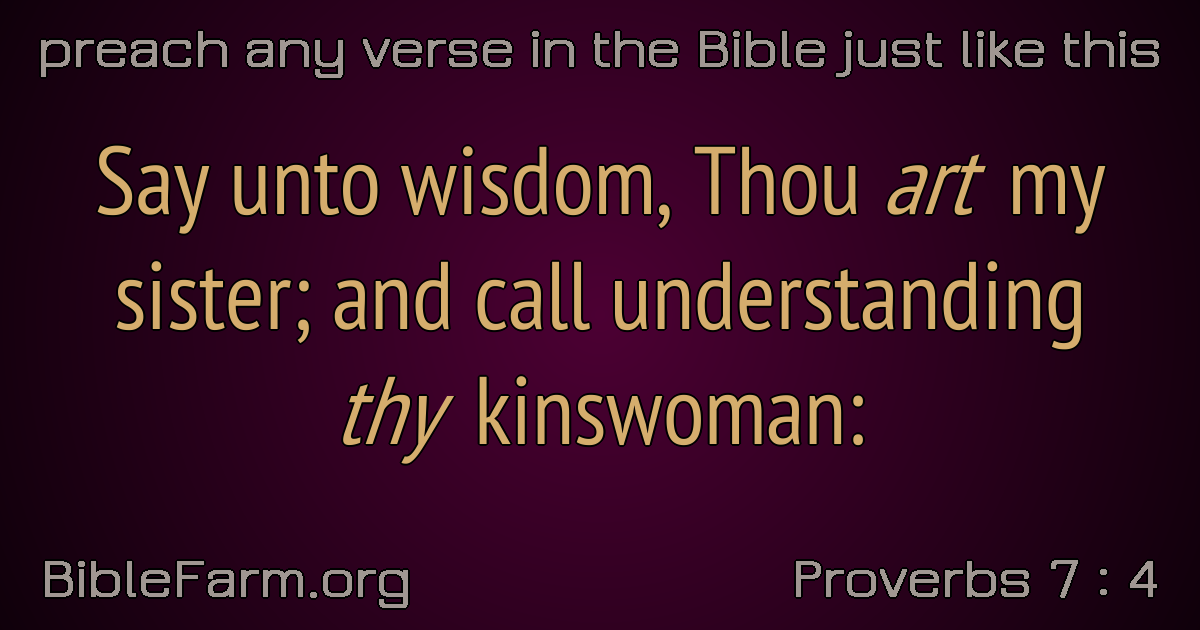 preach any verse in the Bible just like this
Say unto wisdom, Thou art my
sister; and call understanding
thy kinswoman:
BibleFarm.org
Proverbs 7 : 4